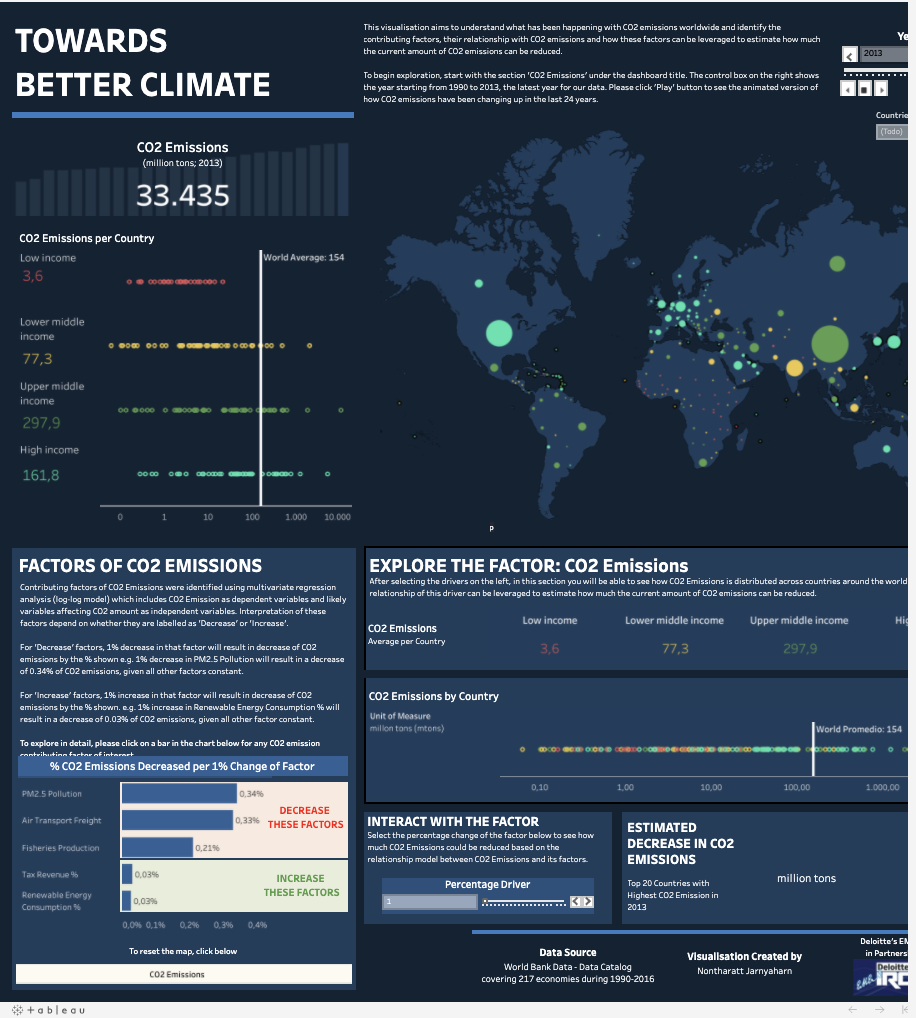 TOWARDS
BETTER CLIMATE
This visualisation aims to understand what has been happening with CO2 emissions worldwide and identify the
contributing factors, their relationship with CO2 emissions and how these factors can be leveraged to estimate how much
the current amount of CO2 emissions can be reduced.
To begin exploration, start with the section 'CO2 Emissions' under the dashboard title. The control box on the right shows
the year starting from 1990 to 2013, the latest year for our data. Please click 'Play' button to see the animated version of
how CO2 emissions have been changing up in the last 24 years.
Ye
2013
Countrie
(Todo)
CO2 Emissions
(million tons; 2013)
33.435
CO2 Emissions per Country
Low income
3,6
World Average: 154
Lower middle
income
77,3
Upper middle
income
297,9
High income
161,8
0 1 10 100 1.000 10.000
P
FACTORS OF CO2 EMISSIONS
Contributing factors of CO2 Emissions were identified using multivariate regression
analysis (log-log model) which includes CO2 Emission as dependent variables and likely
variables affecting CO2 amount as independent variables. Interpretation of these
factors depend on whether they are labelled as 'Decrease' or 'Increase'.
For 'Decrease' factors, 1% decrease in that factor will result in decrease of CO2
emissions by the % shown e.g. 1% decrease in PM2.5 Pollution will result in a decrease
of 0.34% of CO2 emissions, given all other factors constant.
For 'Increase' factors, 1% increase in that factor will result in decrease of CO2
emissions by the % shown. e.g. 1% increase in Renewable Energy Consumption % will
result in a decrease of 0.03% of CO2 emissions, given all other factor constant.
To explore in detail, please click on a bar in the chart below for any CO2 emission
contributing factor of interest
% CO2 Emissions Decreased per 1% Change of Factor
PM2.5 Pollution 0,34%
Air Transport Freight 0,33%
Fisheries Production 0,21%
DECREASE
THESE FACTORS
Tax Revenue % 0,03%
Renewable Energy
Consumption % 0,03%
INCREASE
THESE FACTORS
0,0% 0,1% 0,2% 0,3% 0,4%
To reset the map, click below
CO2 Emissions
EXPLORE THE FACTOR: CO2 Emissions
After selecting the drivers on the left, in this section you will be able to see how CO2 Emissions is distributed across countries around the world
relationship of this driver can be leveraged to estimate how much the current amount of CO2 emissions can be reduced.
CO2 Emissions
Average per Country
Low income Lower middle income Upper middle income Hig
3,6 77,3 297,9
CO2 Emissions by Country
Unit of Measure
millon tons (mtons)
World Promedio: 154
0,10 1,00 10,00 100,00 1.000,00
INTERACT WITH THE FACTOR
Select the percentage change of the factor below to see how
much CO2 Emissions could be reduced based on the
relationship model between CO2 Emissions and its factors.
Percentage Driver
1
ESTIMATED
DECREASE IN CO2
EMISSIONS
Top 20 Countries with
Highest CO2 Emission in
2013
million tons
Data Source
World Bank Data - Data Catalog
covering 217 economies during 1990-2016
Visualisation Created by
Nontharatt Jarnyaharn
Deloitte's EM
in Partners
Deloitte
+ a b l e a u